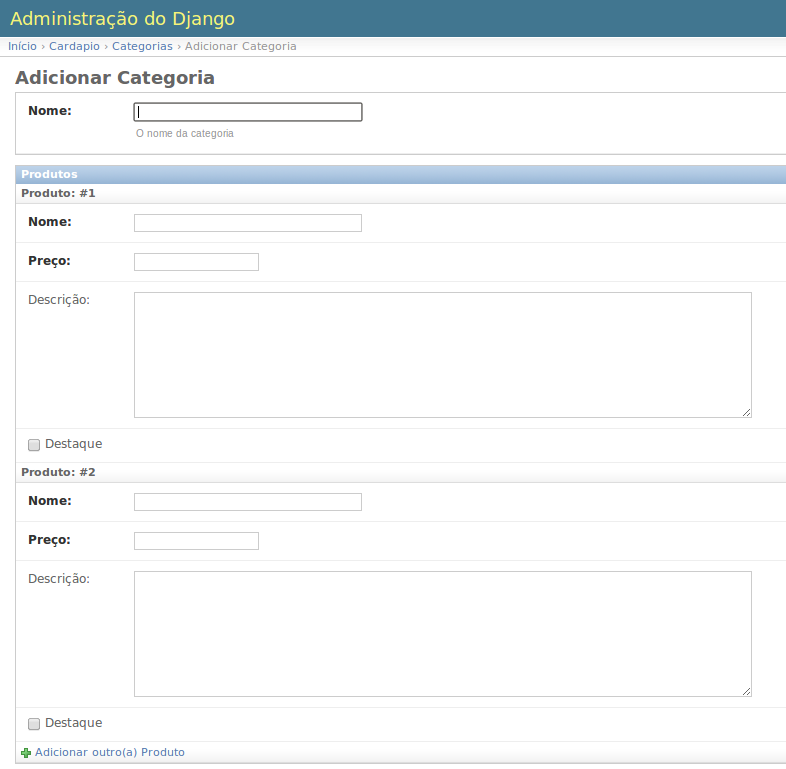 Administração do Django
Início › Cardapio › Categorias › Adicionar Categoria
Adicionar Categoria
Nome:
O nome da categoria
Produtos
Produto: #1
Nome:
Preço:
Descrição:
Destaque
Produto: #2
Nome:
Preço:
Descrição:
Destaque
Adicionar outro(a) Produto